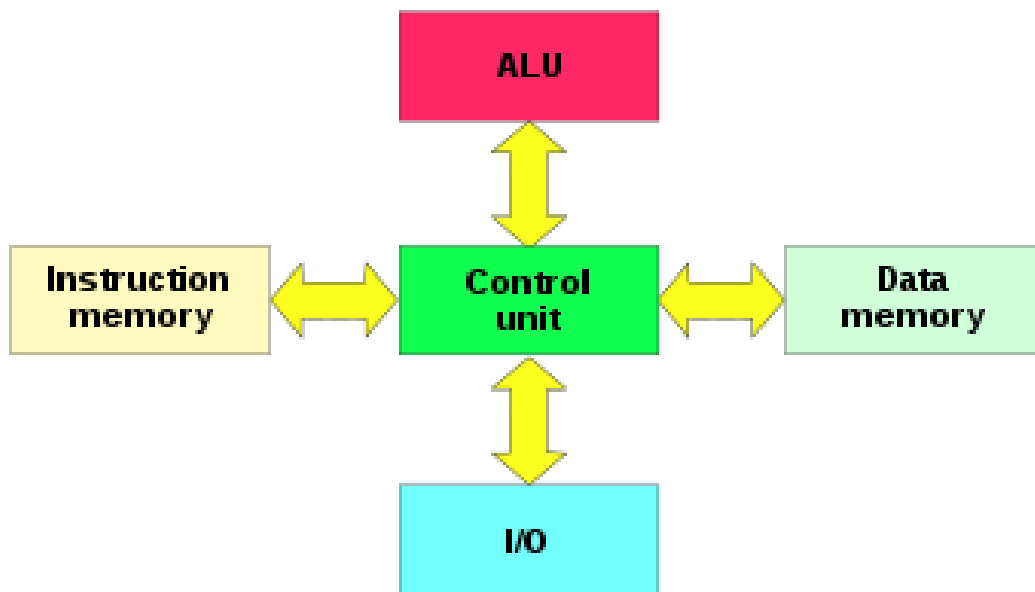 ALU
Instruction
memory
Control
unit
Data
memory
I/O